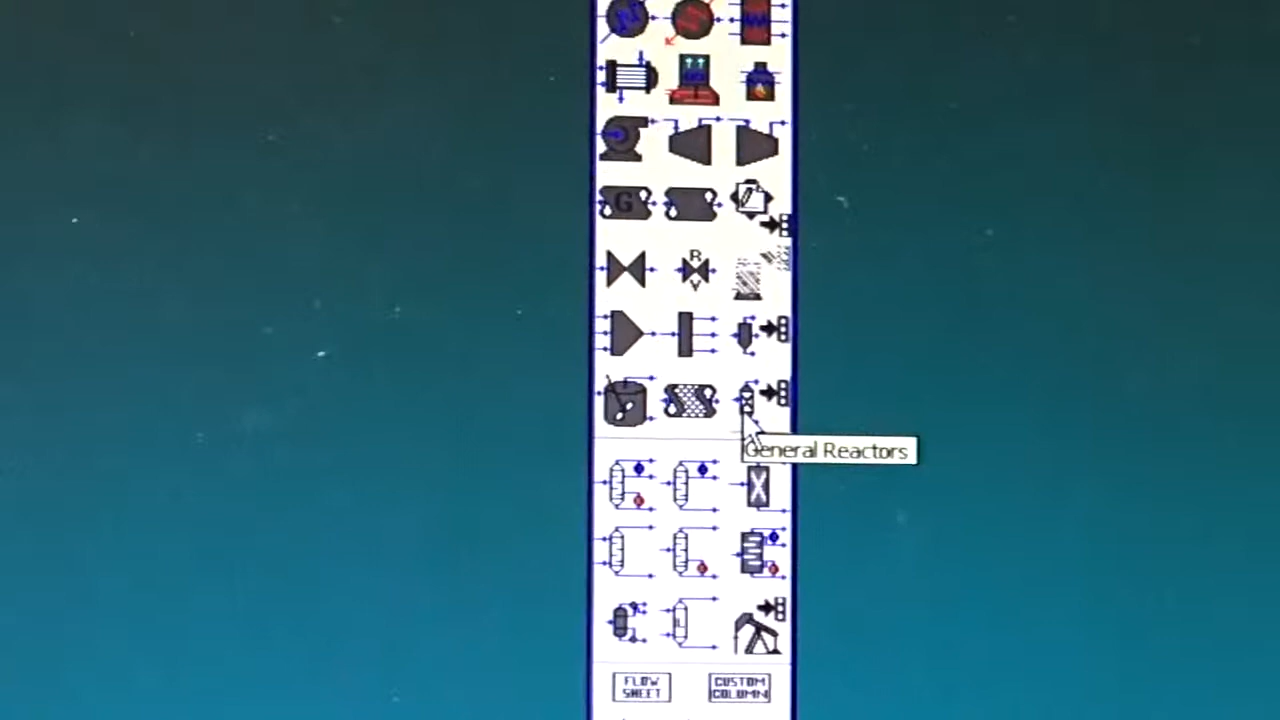 G
R
V
General Reactors
FLOW
SHEET
CUSTOM
COLUMN